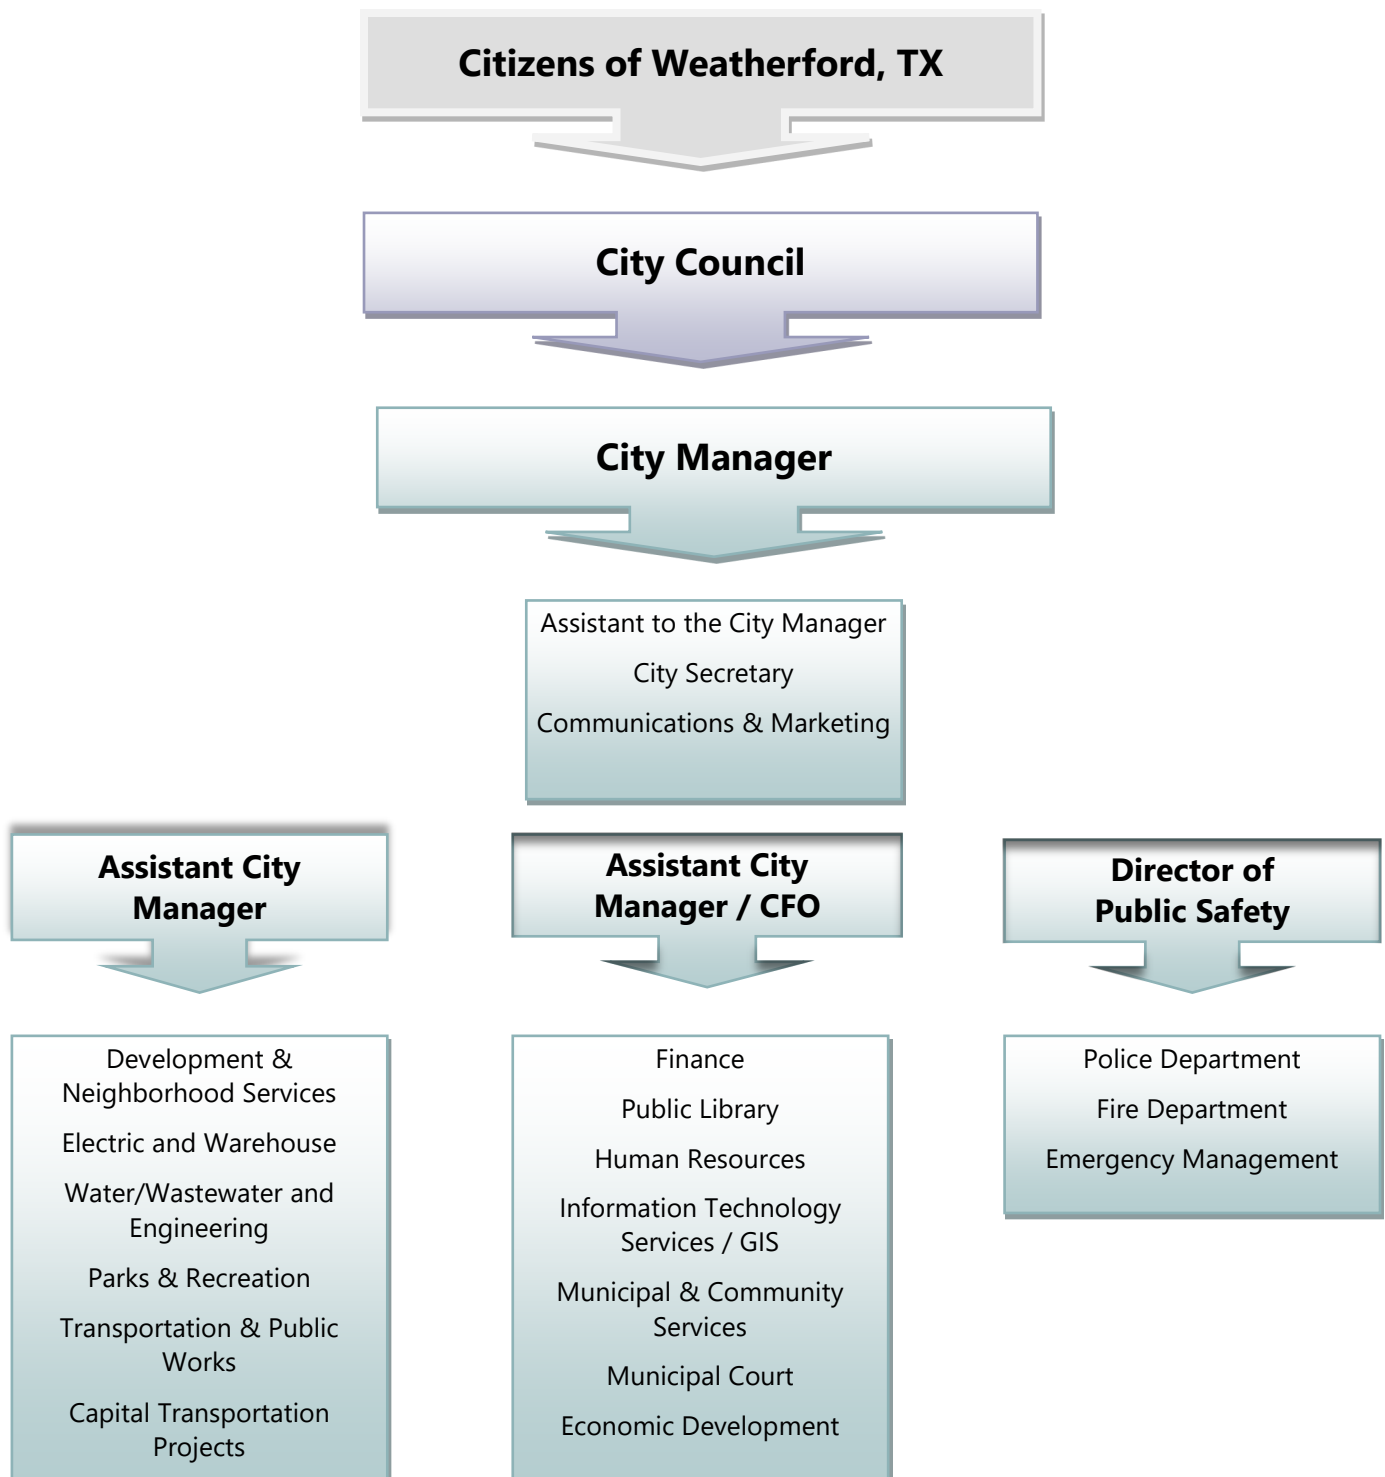 Citizens of Weatherford, TX
City Council
City Manager
Assistant to the City Manager
City Secretary
Communications & Marketing
Assistant City
Manager
Development &
Neighborhood Services
Electric and Warehouse
Water/Wastewater and
Engineering
Parks & Recreation
Transportation & Public
Works
Capital Transportation
Projects
Assistant City
Manager / CFO
Finance
Public Library
Human Resources
Information Technology
Services / GIS
Municipal & Community
Services
Municipal Court
Economic Development
Director of
Public Safety
Police Department
Fire Department
Emergency Management